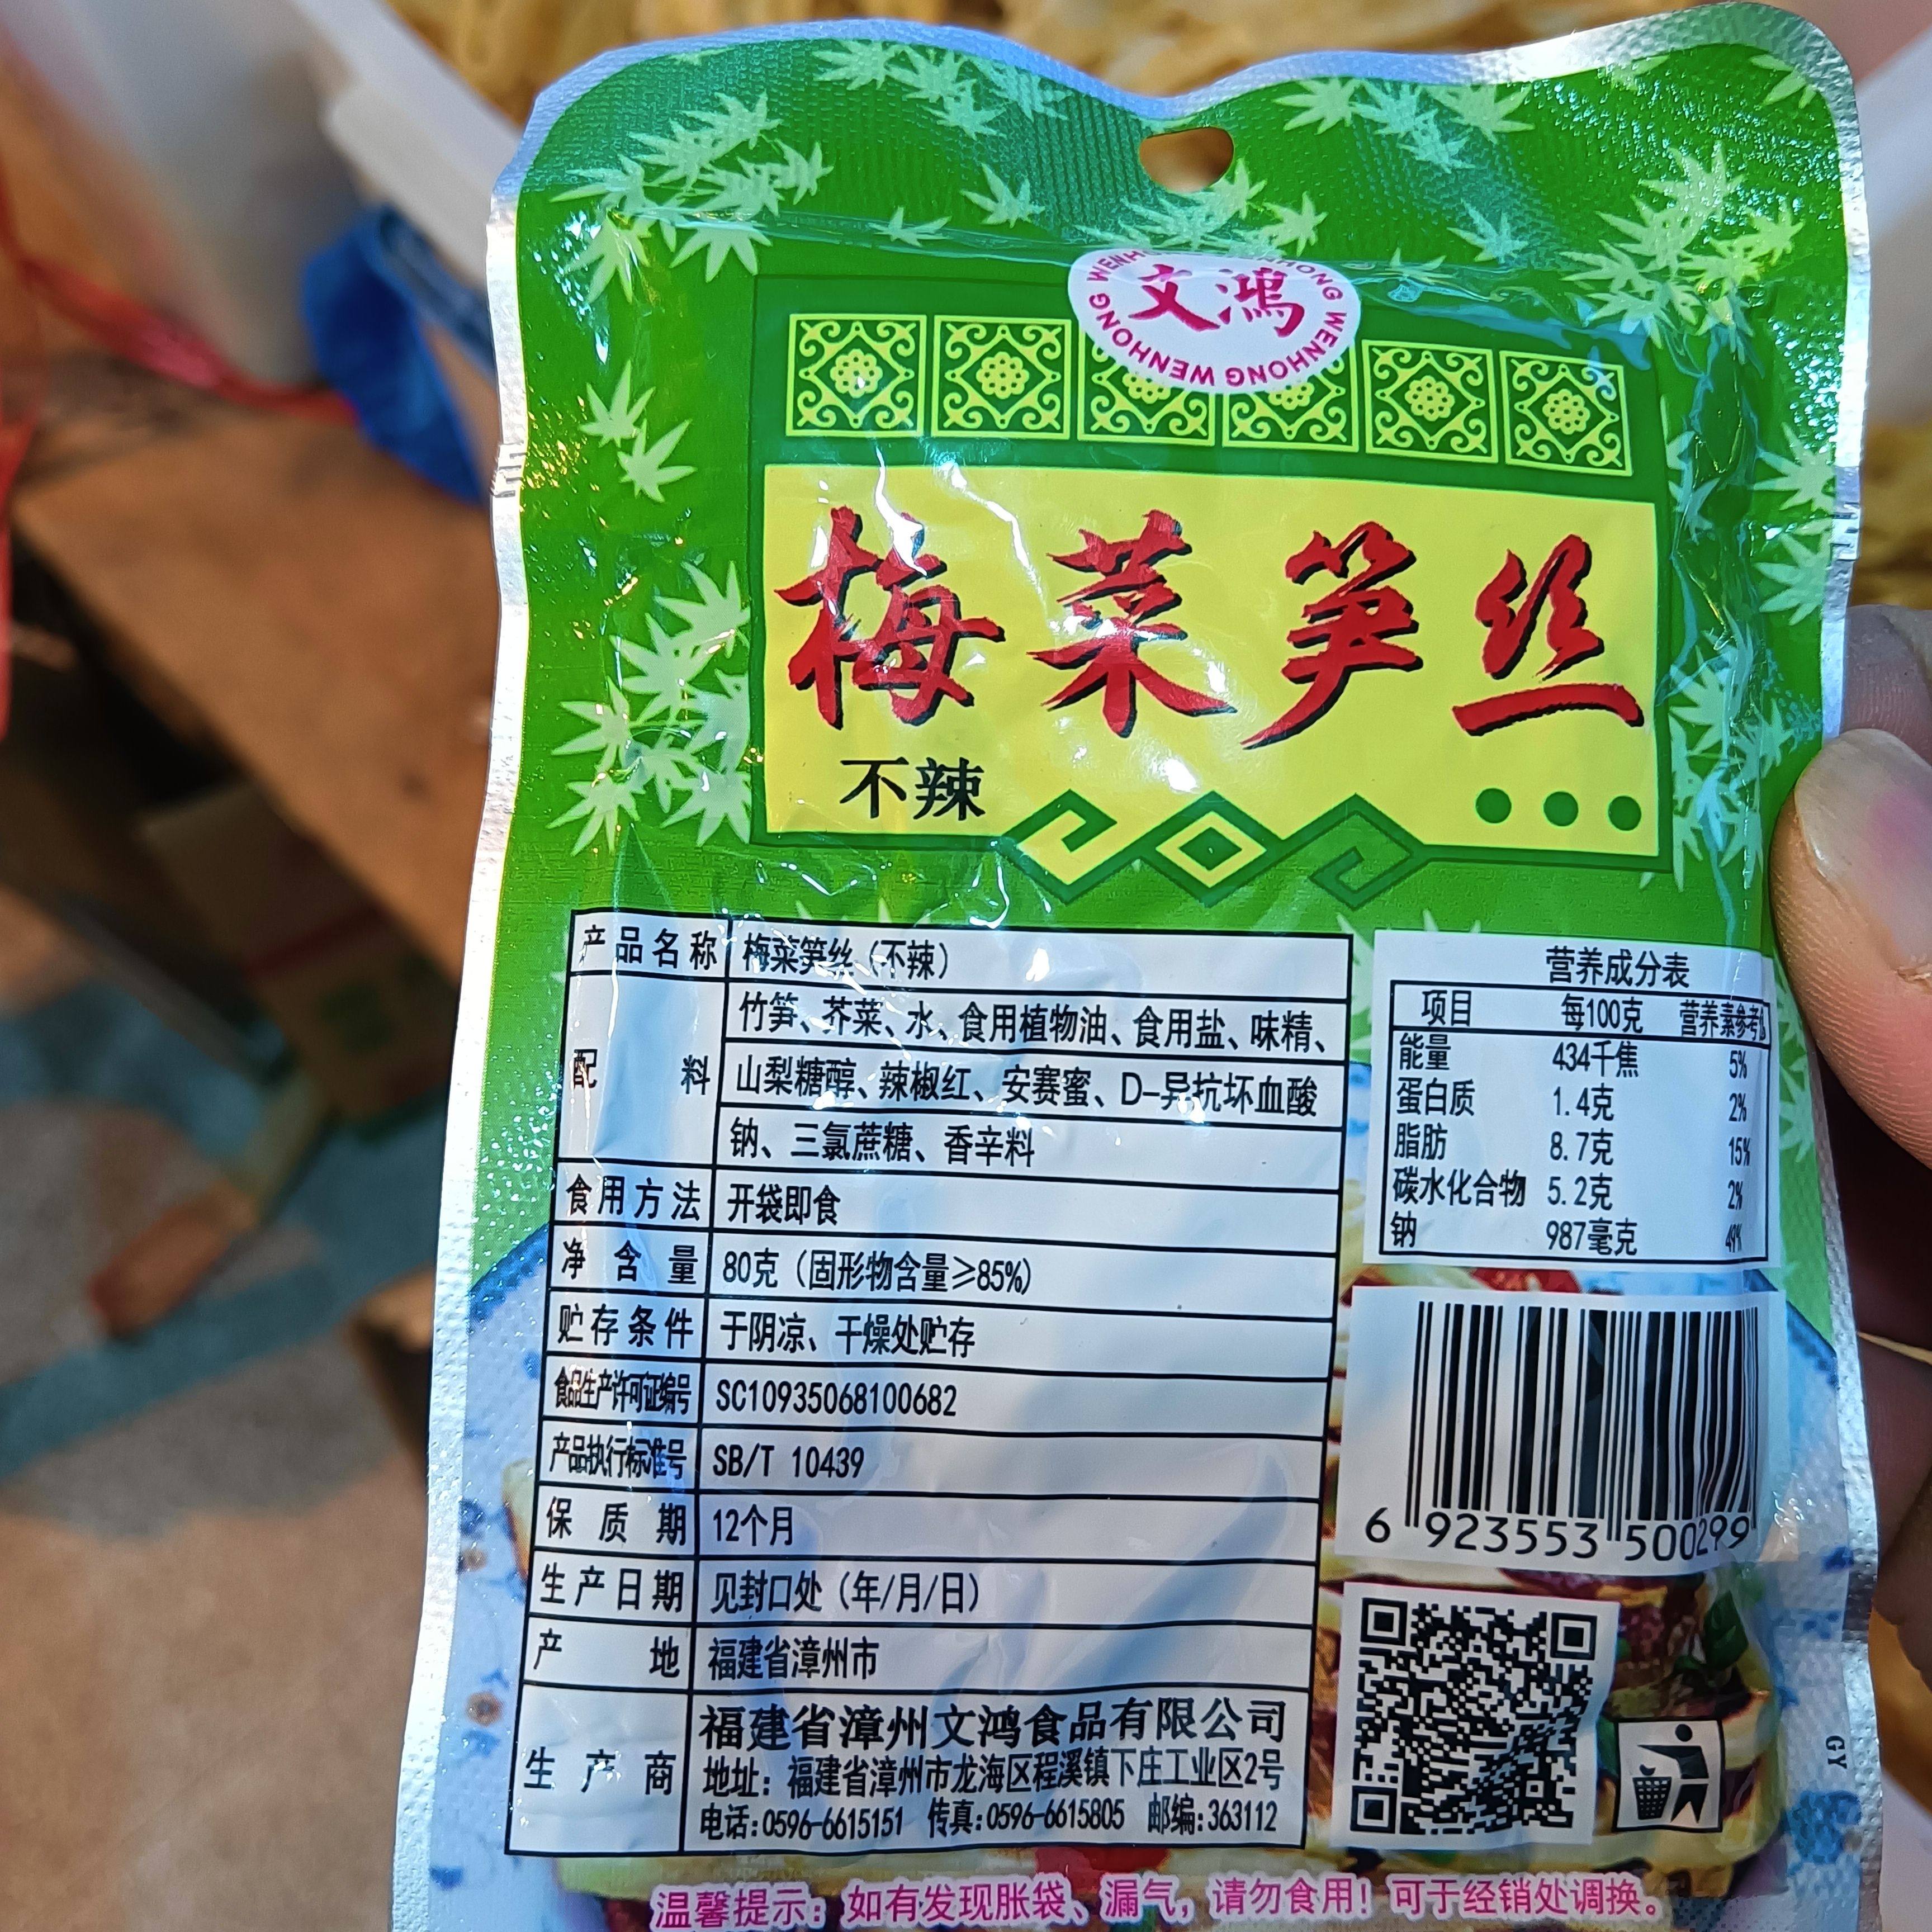 文鸿
WENHONG WENHONG WENHONG
梅菜笋丝
不辣
产品名称 梅菜笋丝（不辣）
配料 竹笋、芥菜、水、食用植物油、食用盐、味精、
山梨糖醇、辣椒红、安赛蜜、D-异抗坏血酸
钠、三氯蔗糖、香辛料
食用方法 开袋即食
净含量 80克（固形物含量≥85%）
贮存条件 于阴凉、干燥处贮存
食品生产许可证编号 SC10935068100682
产品执行标准号 SB/T 10439
保质期 12个月
生产日期 见封口处（年/月/日）
产地 福建省漳州市
生产商 福建省漳州文鸿食品有限公司
地址：福建省漳州市龙海区程溪镇下庄工业区2号
电话:0596-6615151 传真:0596-6615805 邮编:363112
营养成分表
项目 每100克 营养素参考
能量 434千焦 5%
蛋白质 1.4克 2%
脂肪 8.7克 15%
碳水化合物 5.2克 2%
钠 987毫克 49%
6 923553 500299
GY
温馨提示：如有发现胀袋、漏气，请勿食用！可于经销处调换。